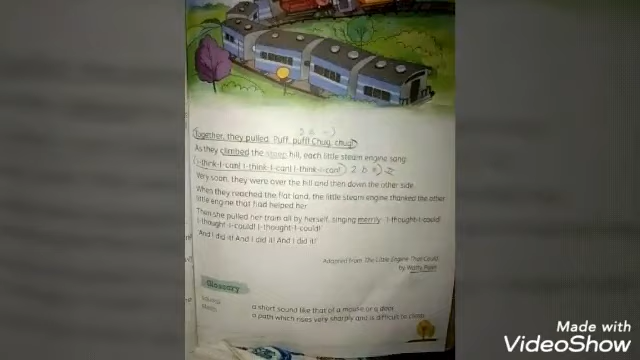 Together, they pulled. Puff, puff! Chug, chug!
As they climbed the steep hill, each little steam engine sang.
I-think-I-can! I-think-I-can! I-think-I-can!
Very soon, they were over the hill and then down the other side.
When they reached the flat land, the little steam engine thanked the other
little engine that had helped her.
Then she pulled her train all by herself, singing merrily. I-thought-I-could!
I-thought-I-could! I-thought-I-could!
And I did it! And I did it! And I did it!
Adapted from The Little Engine That Could
by Watty Piper
Glossary
a short sound like that of a mouse or a door
a path which rises very sharply and is difficult to climb
Made with
VideoShow